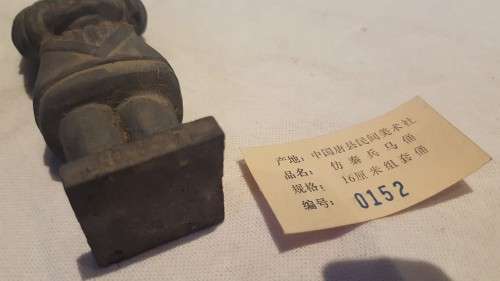 产地：中国唐县民间美术社
品名：仿秦兵马俑
规格：16厘米组套俑
编号：0152